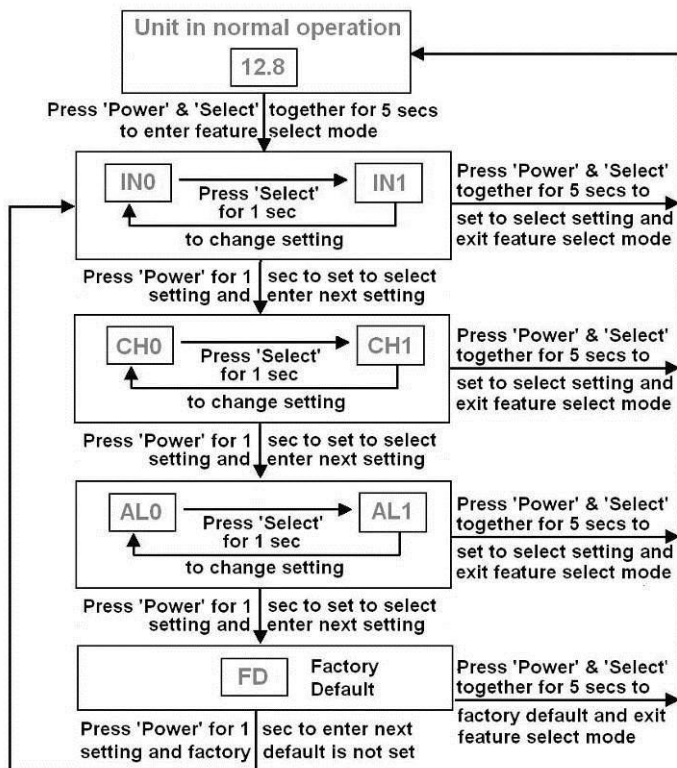 Unit in normal operation
12.8
Press 'Power' & 'Select' together for 5 secs
to enter feature select mode
IN0
Press 'Select'
for 1 sec
IN1
to change setting
Press 'Power' & 'Select'
together for 5 secs to
set to select setting and
exit feature select mode
Press 'Power' for 1 sec to set to select
setting and enter next setting
CH0
Press 'Select'
for 1 sec
CH1
to change setting
Press 'Power' & 'Select'
together for 5 secs to
set to select setting and
exit feature select mode
Press 'Power' for 1 sec to set to select
setting and enter next setting
AL0
Press 'Select'
for 1 sec
AL1
to change setting
Press 'Power' & 'Select'
together for 5 secs to
set to select setting and
exit feature select mode
Press 'Power' for 1 sec to set to select
setting and enter next setting
FD
Factory
Default
Press 'Power' & 'Select'
together for 5 secs to
factory default and exit
feature select mode
Press 'Power' for 1 sec to enter next
setting and factory default is not set